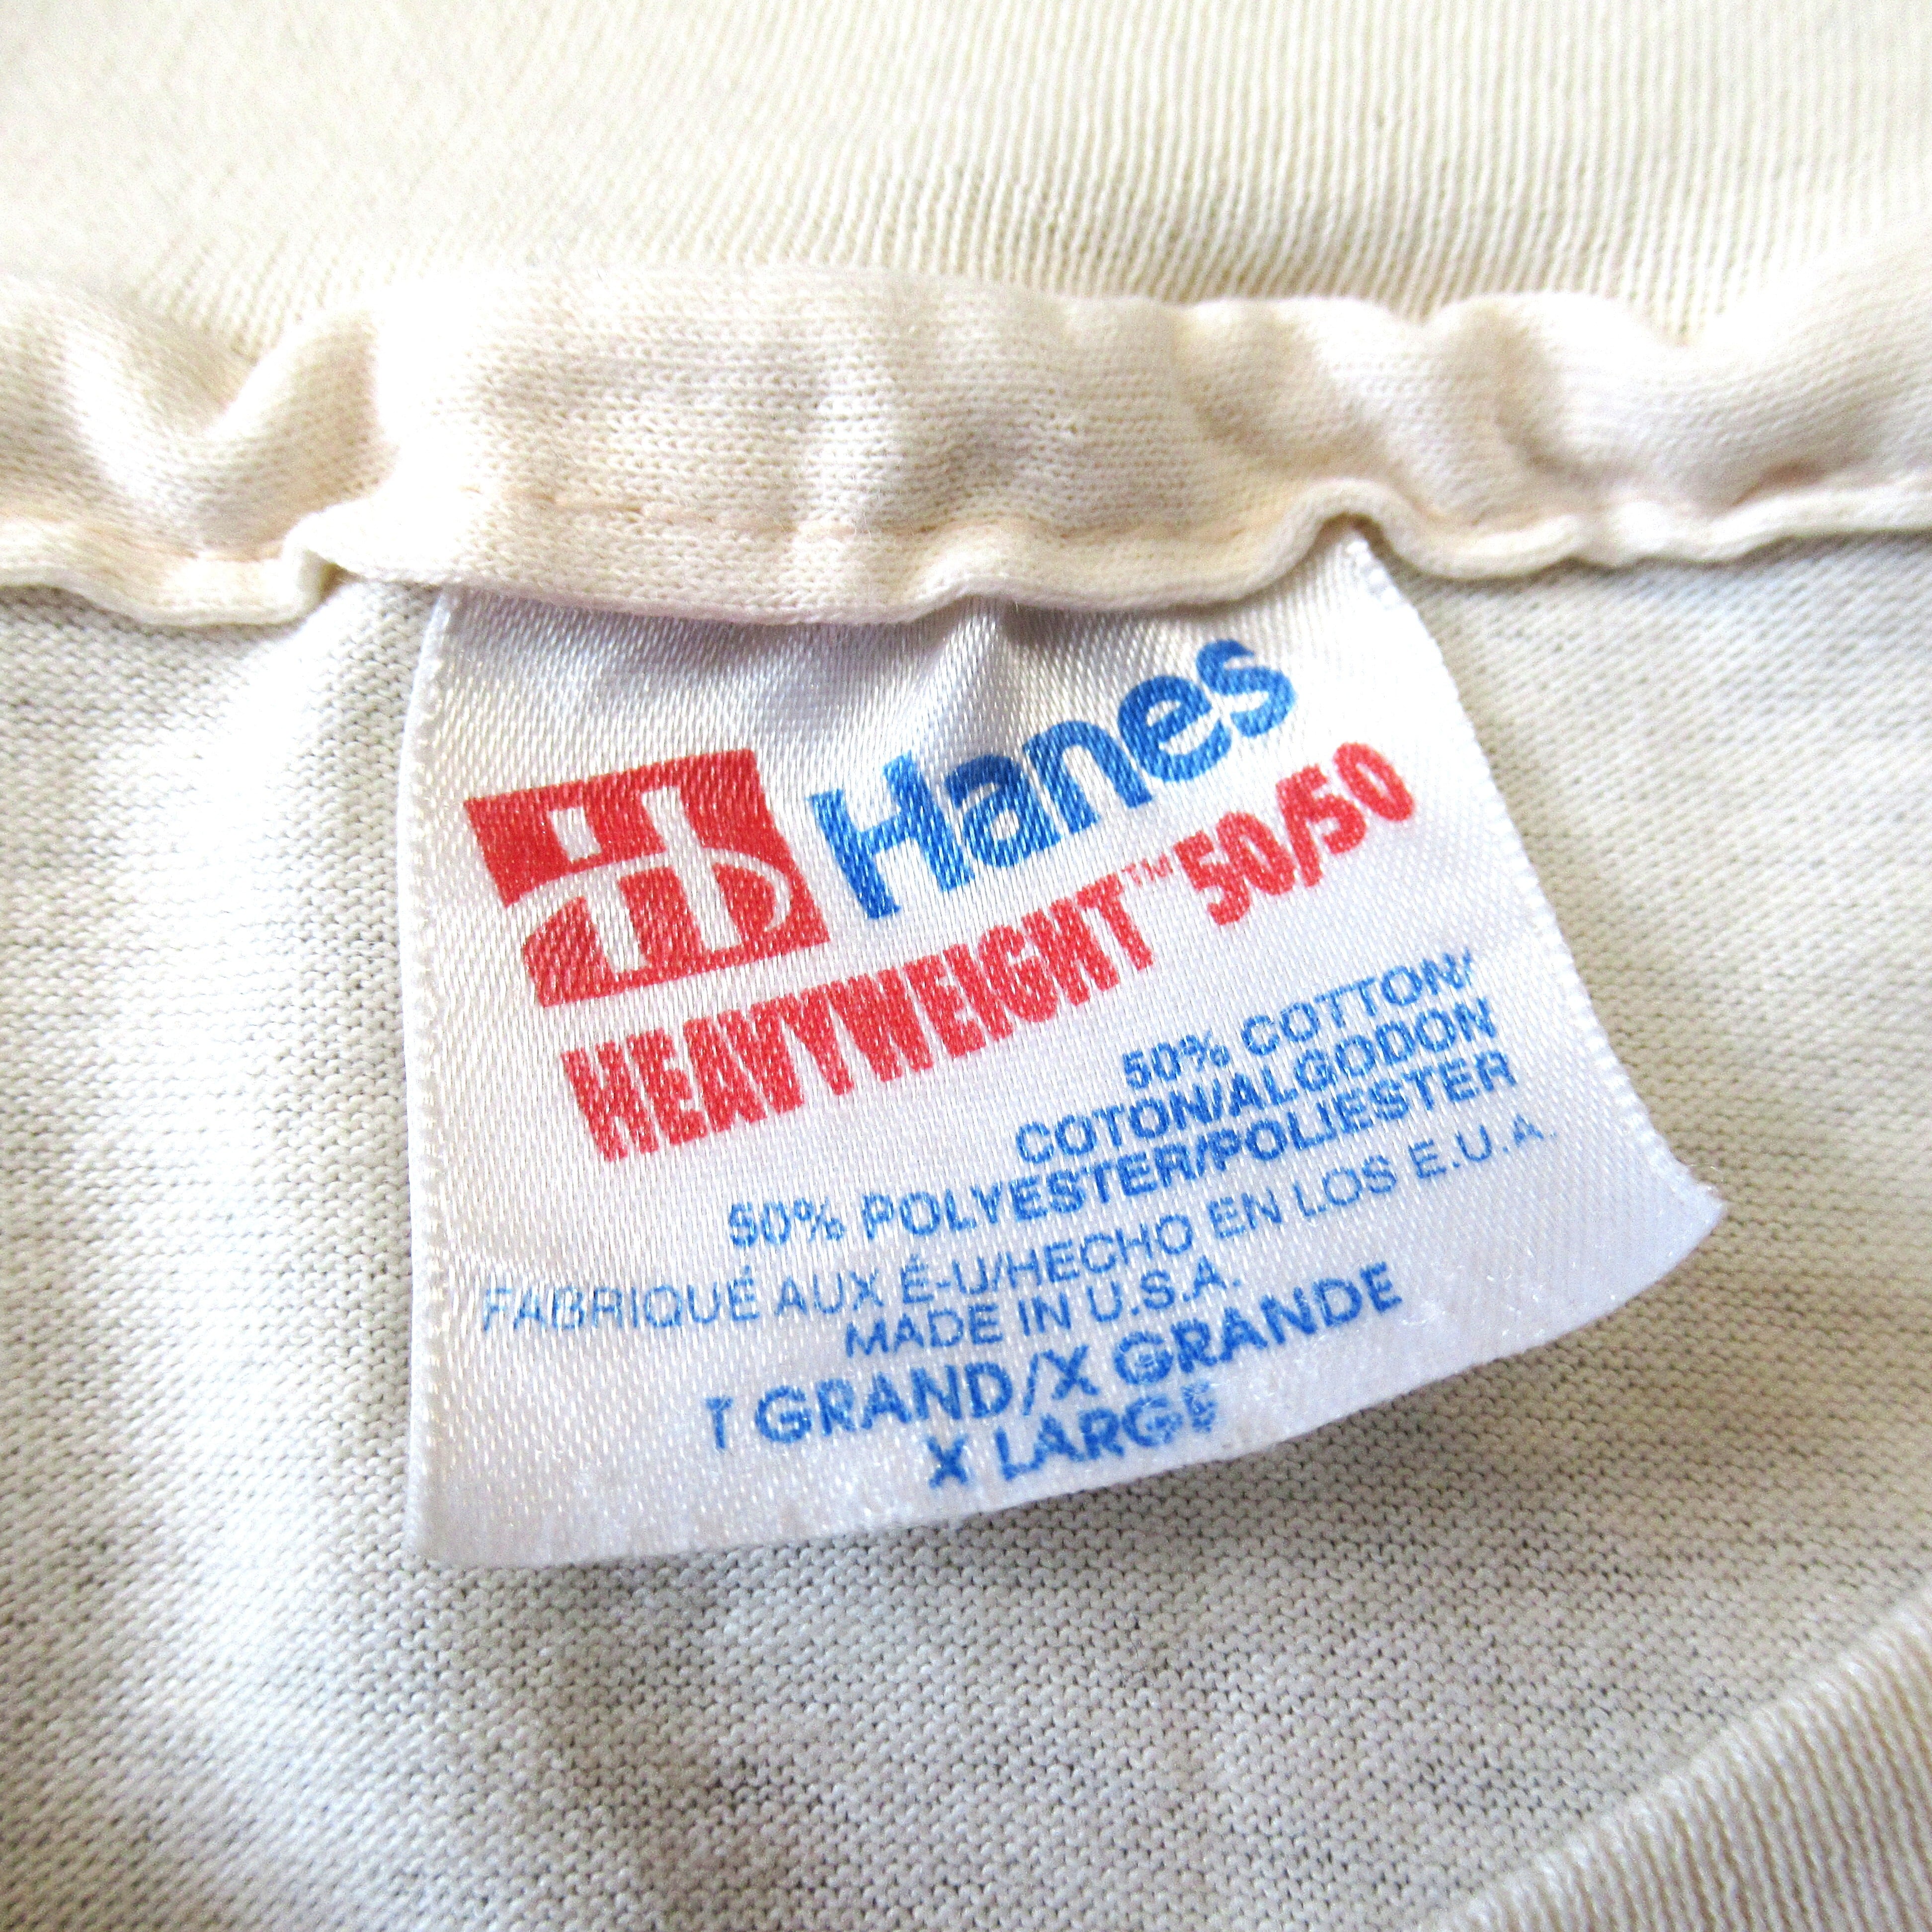 Hanes
HEAVYWEIGHT™ 50/50
50% COTTON/
COTON/ALGODON
50% POLYESTER/POLIESTER
FABRIQUÉ AUX É-U/HECHO EN LOS E.U.A.
MADE IN U.S.A.
T GRAND/X GRANDE
X LARGE